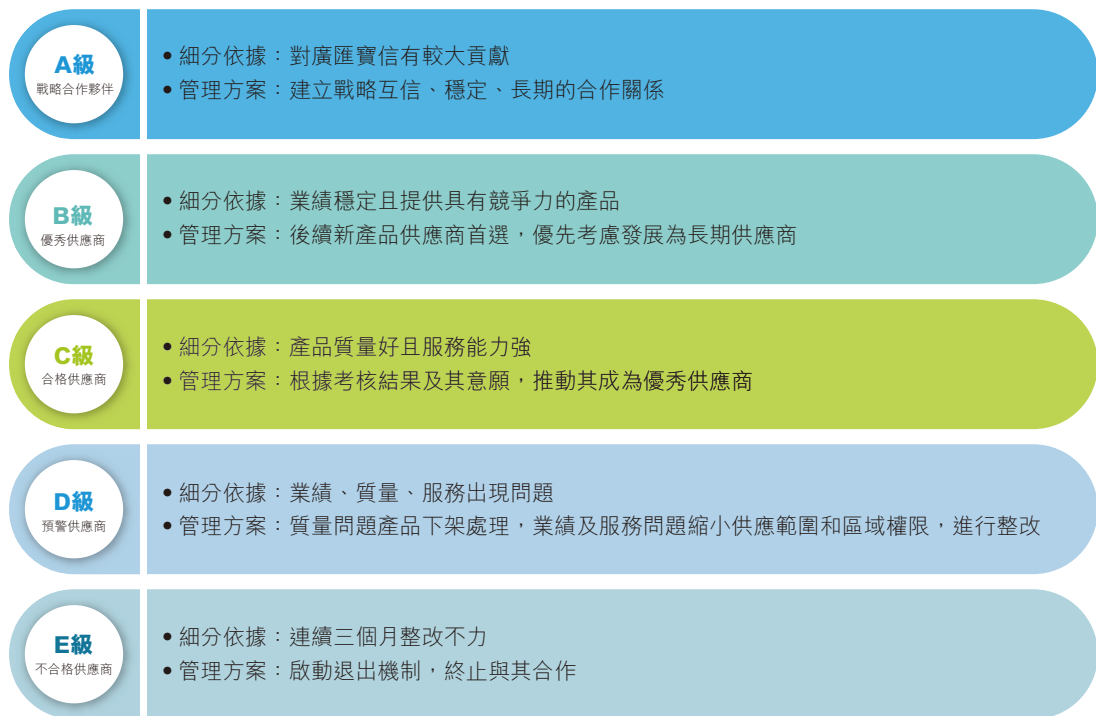 A級
戰略合作夥伴
• 細分依據：對廣匯寶信有較大貢獻
• 管理方案：建立戰略互信、穩定、長期的合作關係
B級
優秀供應商
• 細分依據：業績穩定且提供具有競爭力的產品
• 管理方案：後續新產品供應商首選，優先考慮發展為長期供應商
C級
合格供應商
• 細分依據：產品質量好且服務能力強
• 管理方案：根據考核結果及其意願，推動其成為優秀供應商
D級
預警供應商
• 細分依據：業績、質量、服務出現問題
• 管理方案：質量問題產品下架處理，業績及服務問題縮小供應範圍和區域權限，進行整改
E級
不合格供應商
• 細分依據：連續三個月整改不力
• 管理方案：啟動退出機制，終止與其合作